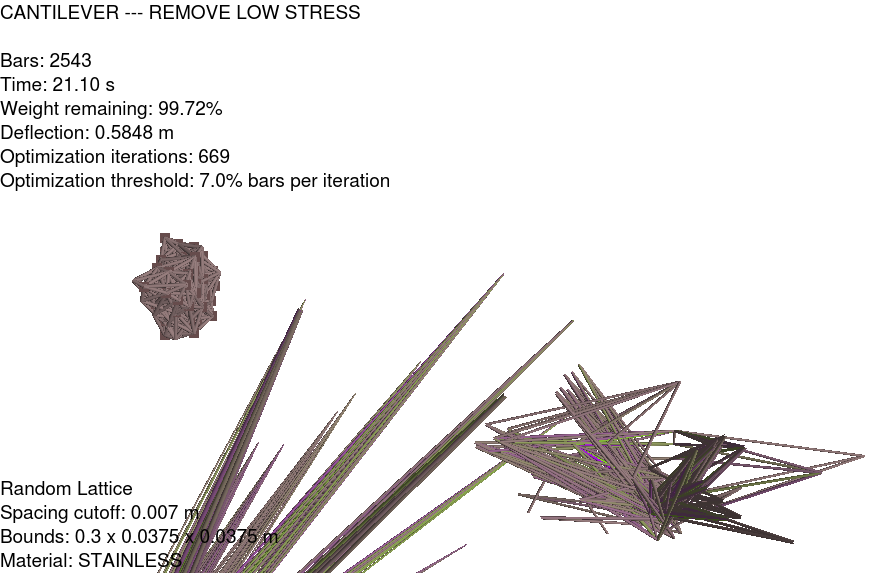 CANTILEVER --- REMOVE LOW STRESS
Bars: 2543
Time: 21.10 s
Weight remaining: 99.72%
Deflection: 0.5848 m
Optimization iterations: 669
Optimization threshold: 7.0% bars per iteration
Random Lattice
Spacing cutoff: 0.007 m
Bounds: 0.3 x 0.0375 x 0.0375 m
Material: STAINLESS